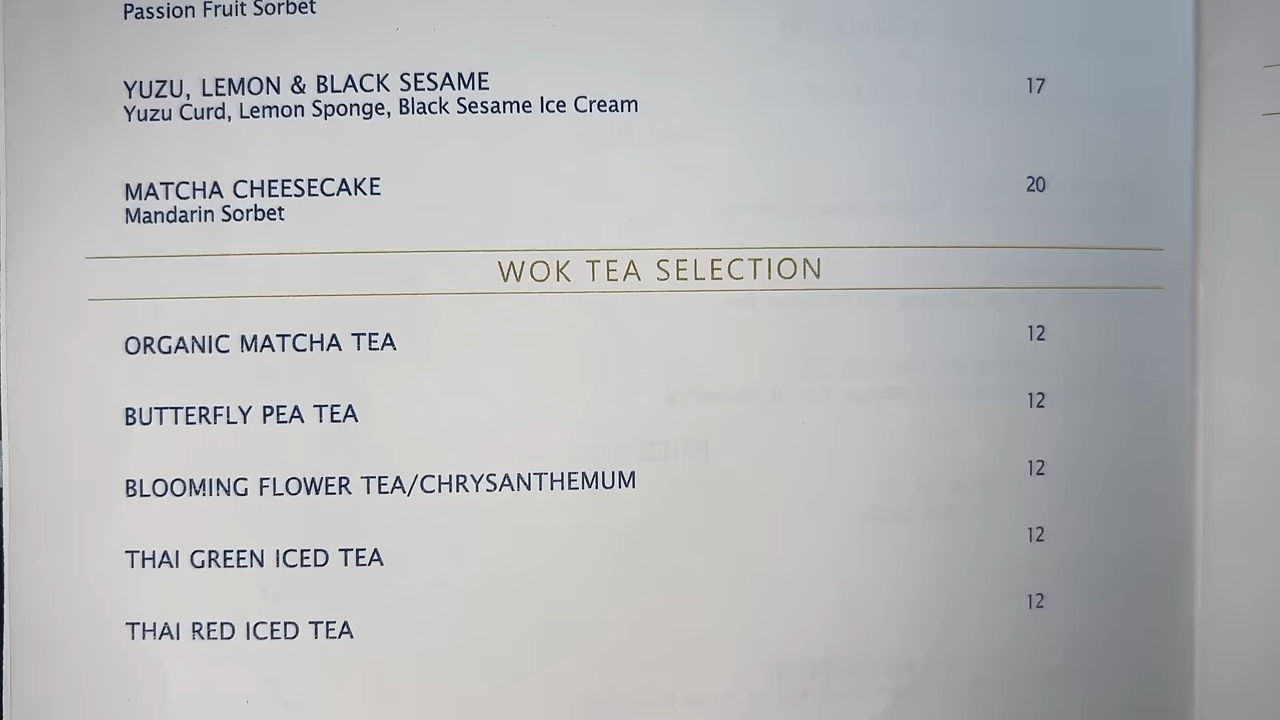 Passion Fruit Sorbet
YUZU, LEMON & BLACK SESAME 17
Yuzu Curd, Lemon Sponge, Black Sesame Ice Cream
MATCHA CHEESECAKE 20
Mandarin Sorbet
WOK TEA SELECTION
ORGANIC MATCHA TEA 12
BUTTERFLY PEA TEA 12
BLOOMING FLOWER TEA/CHRYSANTHEMUM 12
THAI GREEN ICED TEA 12
THAI RED ICED TEA 12